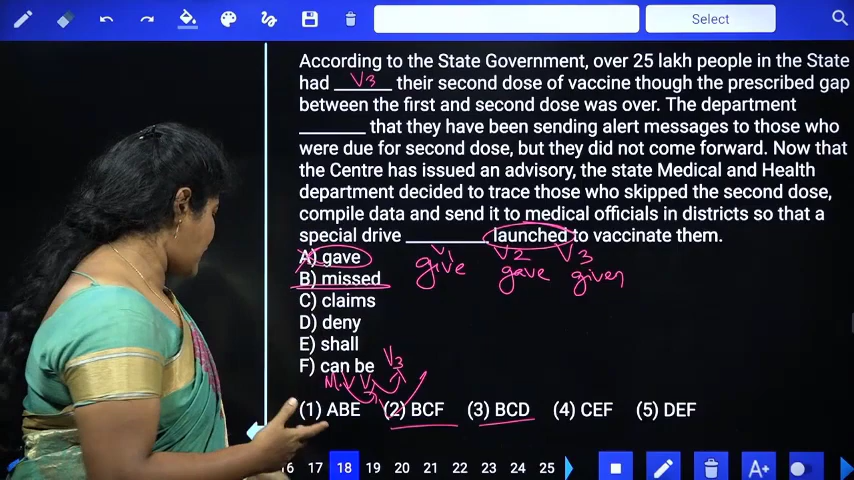 Select
According to the State Government, over 25 lakh people in the State
had ______ V3 their second dose of vaccine though the prescribed gap
between the first and second dose was over. The department
_______ that they have been sending alert messages to those who
were due for second dose, but they did not come forward. Now that
the Centre has issued an advisory, the state Medical and Health
department decided to trace those who skipped the second dose,
compile data and send it to medical officials in districts so that a
special drive _________ launched to vaccinate them.
V1 V2 V3
A) gave give gave given
B) missed
C) claims
D) deny
E) shall
F) can be V3
M.V V1
(1) ABE (2) BCF (3) BCD (4) CEF (5) DEF
16 17 18 19 20 21 22 23 24 25
A+